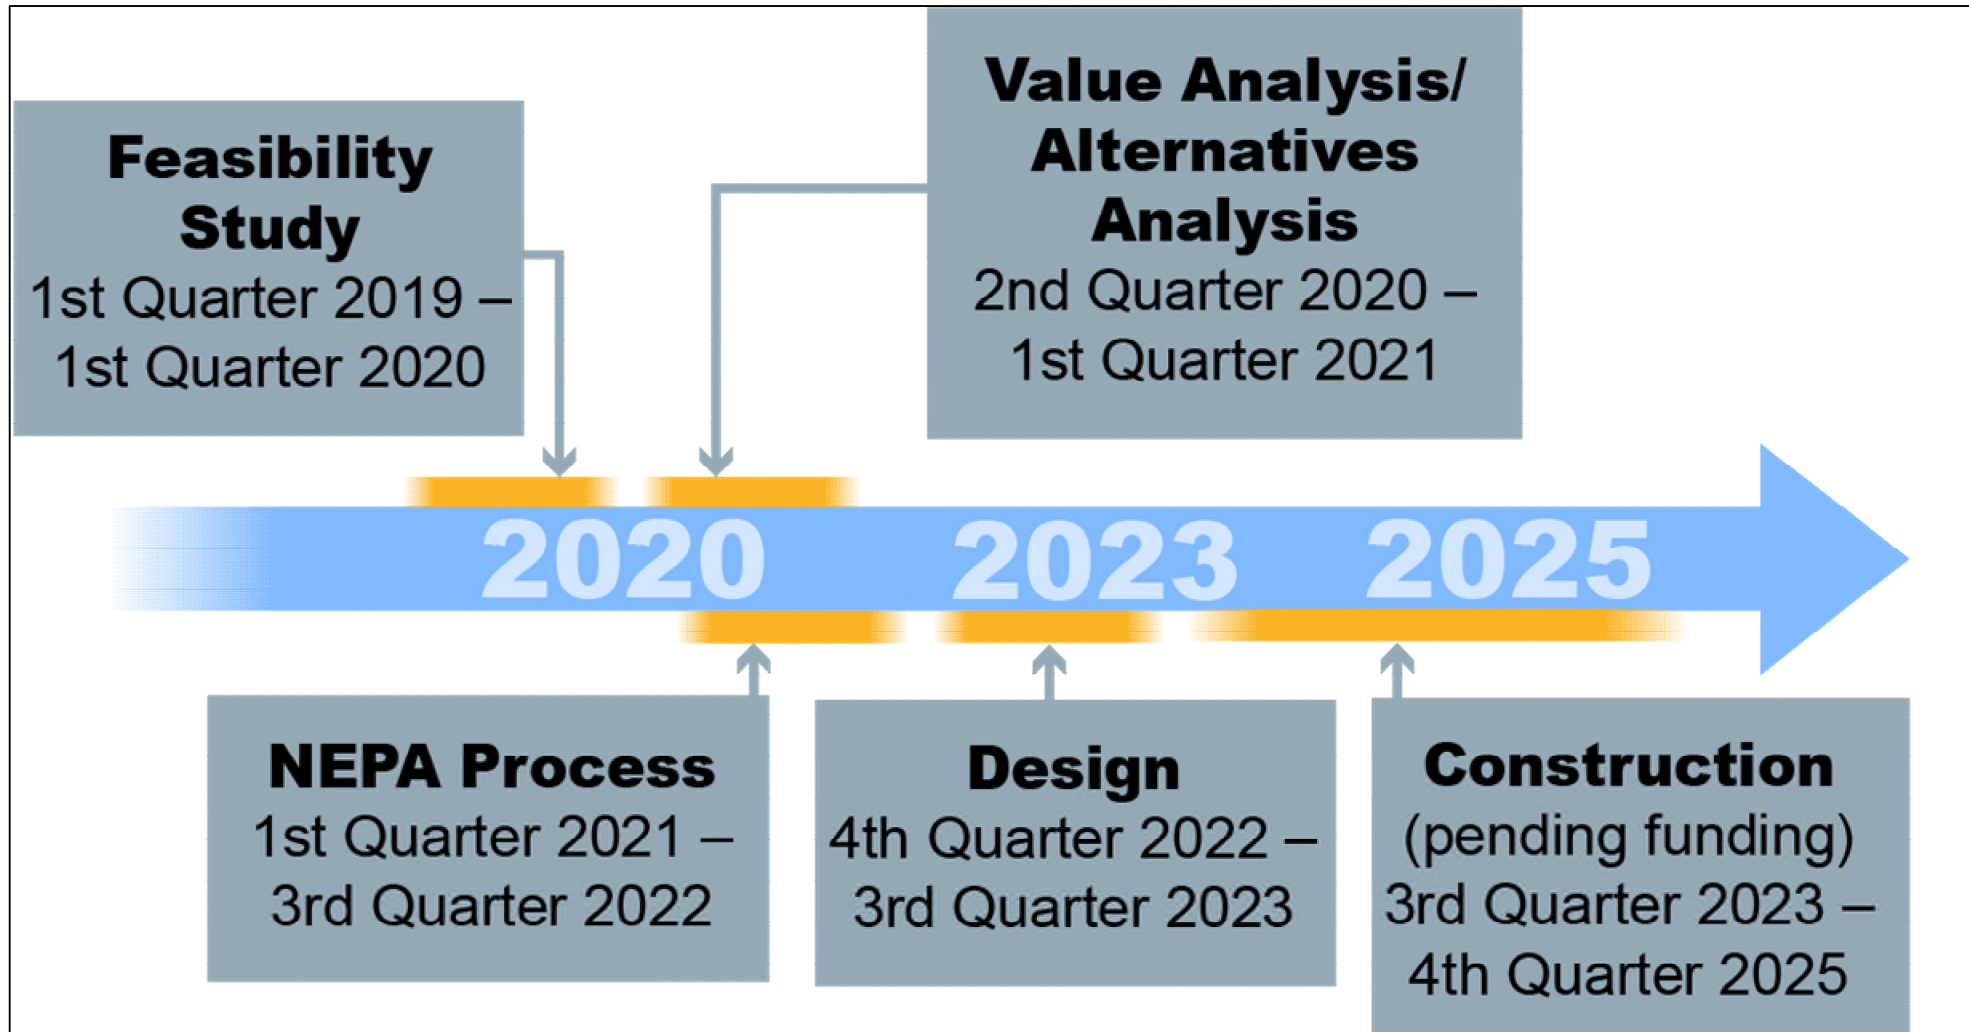 Feasibility
Study
1st Quarter 2019 –
1st Quarter 2020
Value Analysis/
Alternatives
Analysis
2nd Quarter 2020 –
1st Quarter 2021
2020
2023
2025
NEPA Process
1st Quarter 2021 –
3rd Quarter 2022
Design
4th Quarter 2022 –
3rd Quarter 2023
Construction
(pending funding)
3rd Quarter 2023 –
4th Quarter 2025